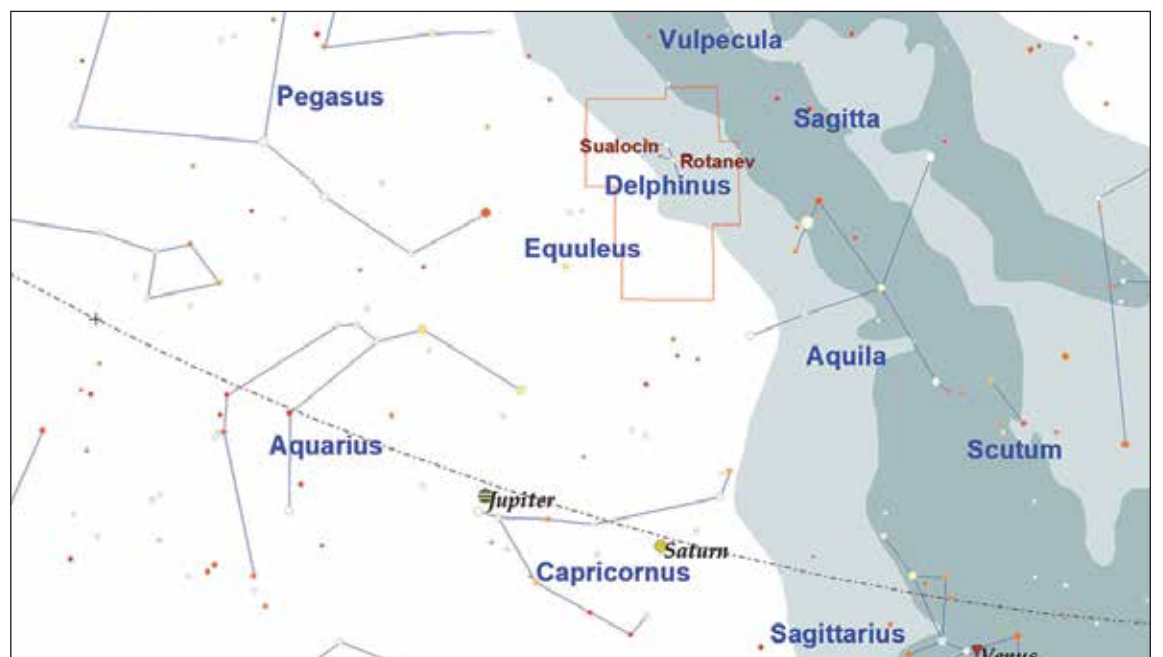 Vulpecula
Pegasus
Sagitta
Sualocin
Rotanev
Delphinus
Equuleus
Aquila
Aquarius
Scutum
Jupiter
Saturn
Capricornus
Sagittarius
Venus